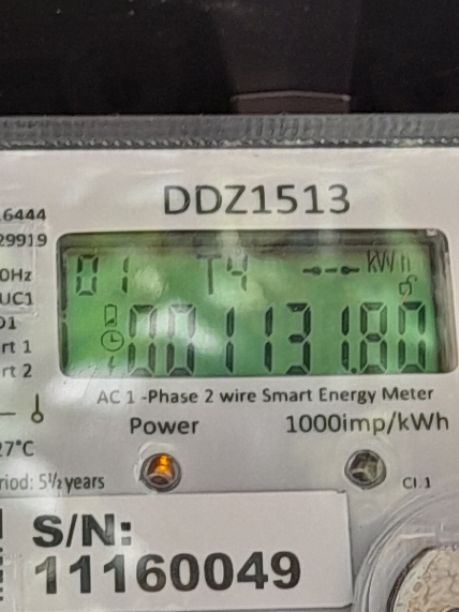 DDZ1513
6444
29919
0Hz
UC1
01
rt 1
rt 2
27°C
riod: 5½ years
01 T4 kWh
001131.80
AC 1 -Phase 2 wire Smart Energy Meter
Power 1000imp/kWh
Cl.1
S/N:
11160049